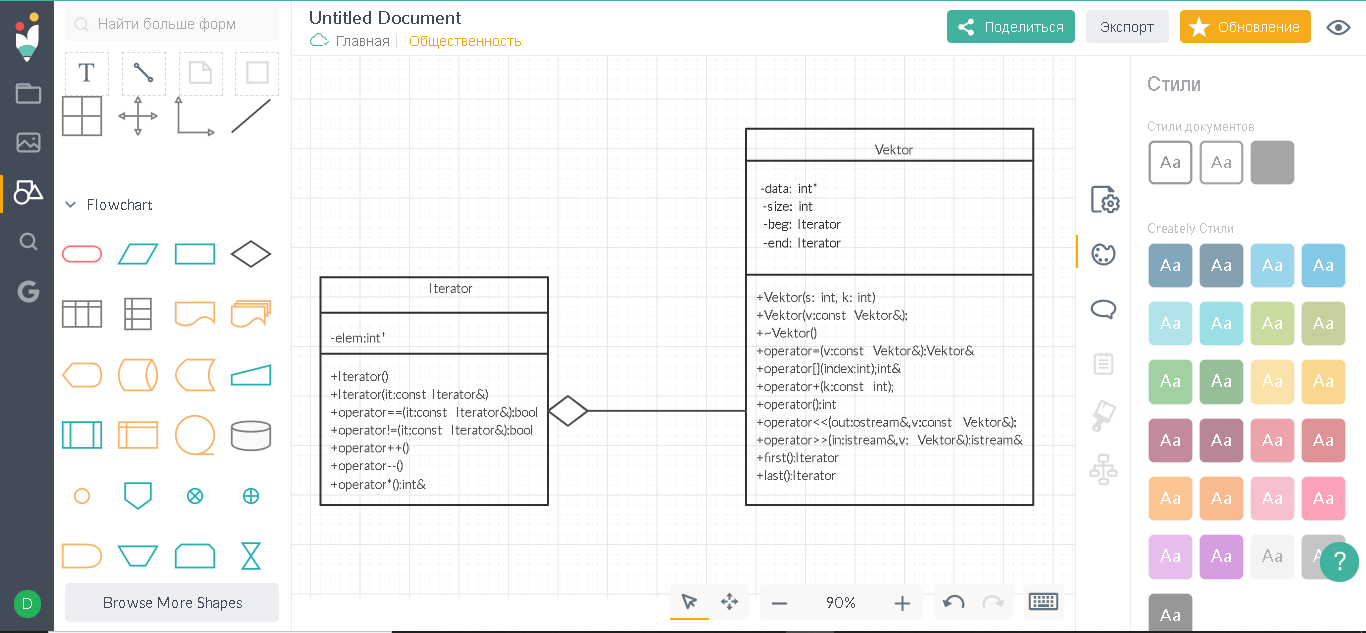 Найти больше форм
Untitled Document
Главная
Общественность
Поделиться
Экспорт
Обновление
T
Flowchart
Browse More Shapes
D
Iterator
-elem:int*
+Iterator()
+Iterator(it:const Iterator&)
+operator==(it:const Iterator&):bool
+operator!=(it:const Iterator&):bool
+operator++()
+operator--()
+operator*():int&
Vektor
-data: int*
-size: int
-beg: Iterator
-end: Iterator
+Vektor(s: int, k: int)
+Vektor(v:const Vektor&);
+~Vektor()
+operator=(v:const Vektor&):Vektor&
+operator[](index:int);int&
+operator+(k:const int);
+operator():int
+operator<<(out:ostream&,v:const Vektor&);
+operator>>(in:istream&,v: Vektor&):istream&
+first():Iterator
+last():Iterator
90%
Стили
Стили документов
Aa Aa
Creately Стили
Aa Aa Aa Aa
Aa Aa Aa Aa
Aa Aa Aa Aa
Aa Aa Aa Aa
Aa Aa Aa Aa
Aa Aa Aa
?
Aa